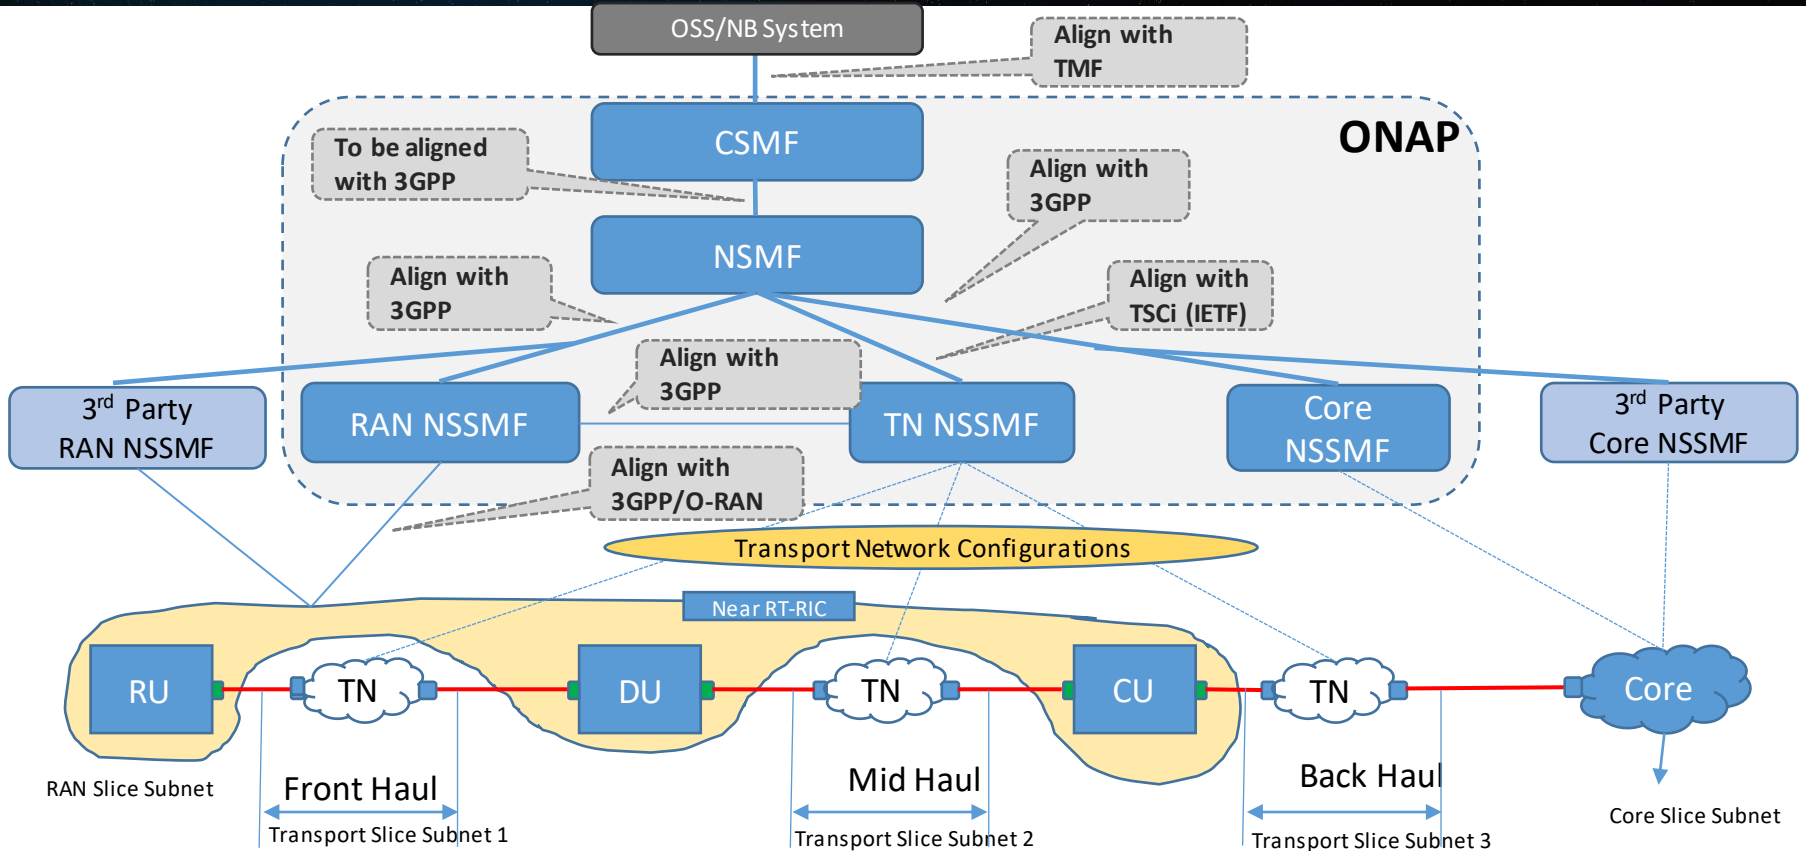 OSS/NB System
Align with
TMF
ONAP
CSMF
To be aligned
with 3GPP
Align with
3GPP
NSMF
Align with
3GPP
Align with
TSCi (IETF)
Align with
3GPP
3rd Party
RAN NSSMF
RAN NSSMF
TN NSSMF
Core
NSSMF
3rd Party
Core NSSMF
Align with
3GPP/O-RAN
Transport Network Configurations
Near RT-RIC
RU
TN
DU
TN
CU
TN
Core
RAN Slice Subnet
Front Haul
Mid Haul
Back Haul
Transport Slice Subnet 1
Transport Slice Subnet 2
Transport Slice Subnet 3
Core Slice Subnet